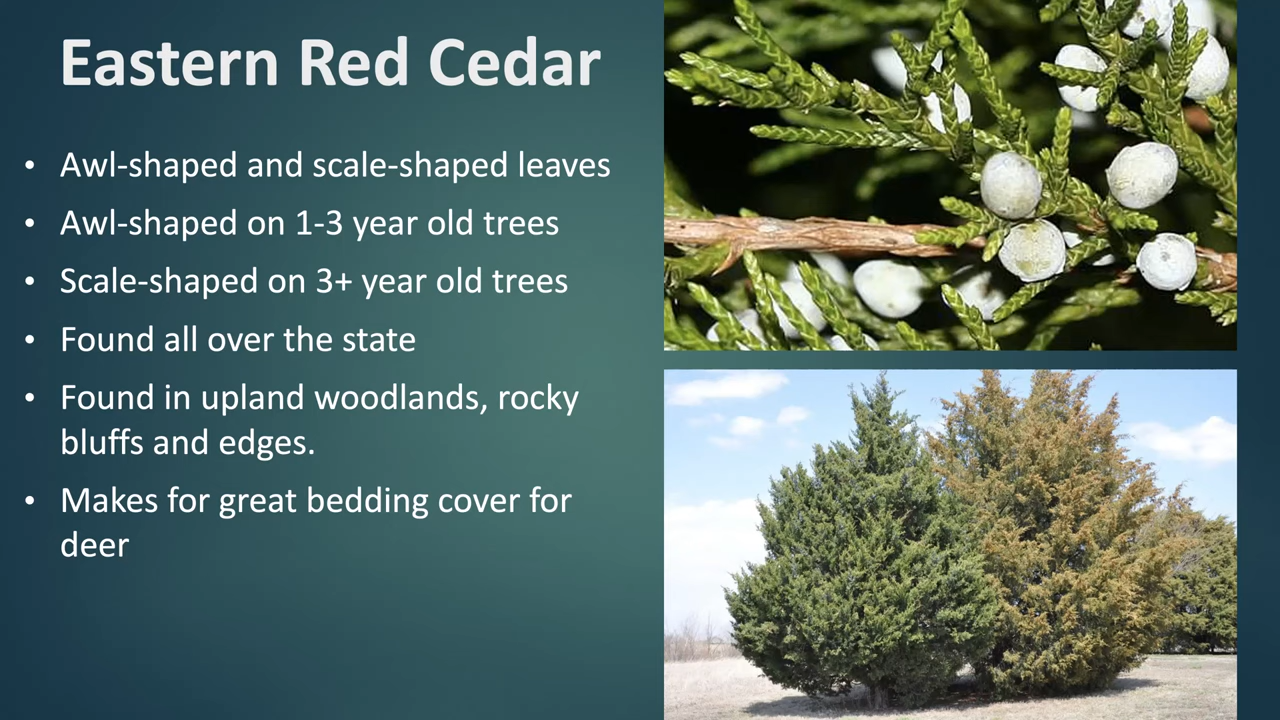 Eastern Red Cedar
• Awl-shaped and scale-shaped leaves
• Awl-shaped on 1-3 year old trees
• Scale-shaped on 3+ year old trees
• Found all over the state
• Found in upland woodlands, rocky
bluffs and edges.
• Makes for great bedding cover for
deer